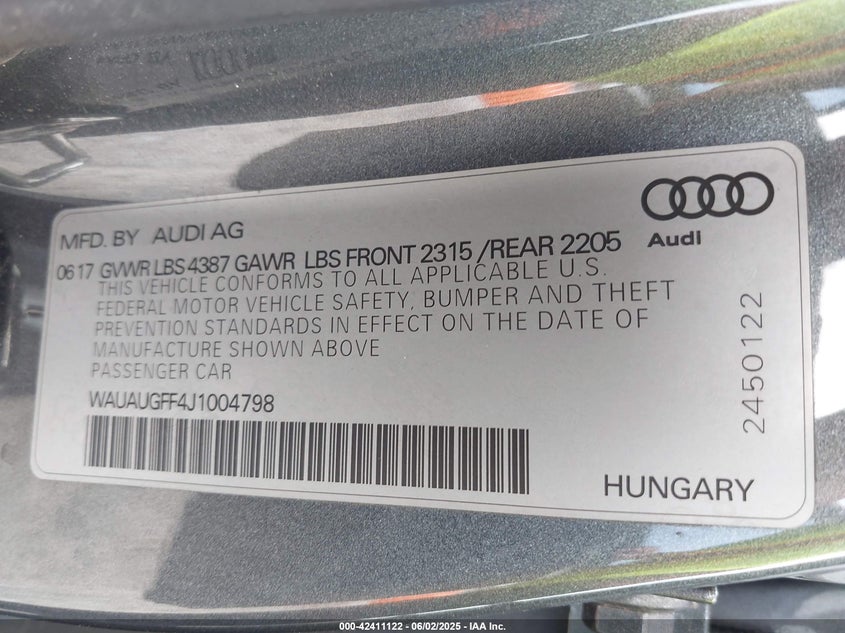 MFD. BY AUDI AG
Audi
06 17 GVWR LBS 4387 GAWR LBS FRONT 2315 / REAR 2205
THIS VEHICLE CONFORMS TO ALL APPLICABLE U.S.
FEDERAL MOTOR VEHICLE SAFETY, BUMPER AND THEFT
PREVENTION STANDARDS IN EFFECT ON THE DATE OF
MANUFACTURE SHOWN ABOVE
PASSENGER CAR
WAUAUGFF4J1004798
HUNGARY
2450122
000-42411122 - 06/02/2025 - IAA Inc.